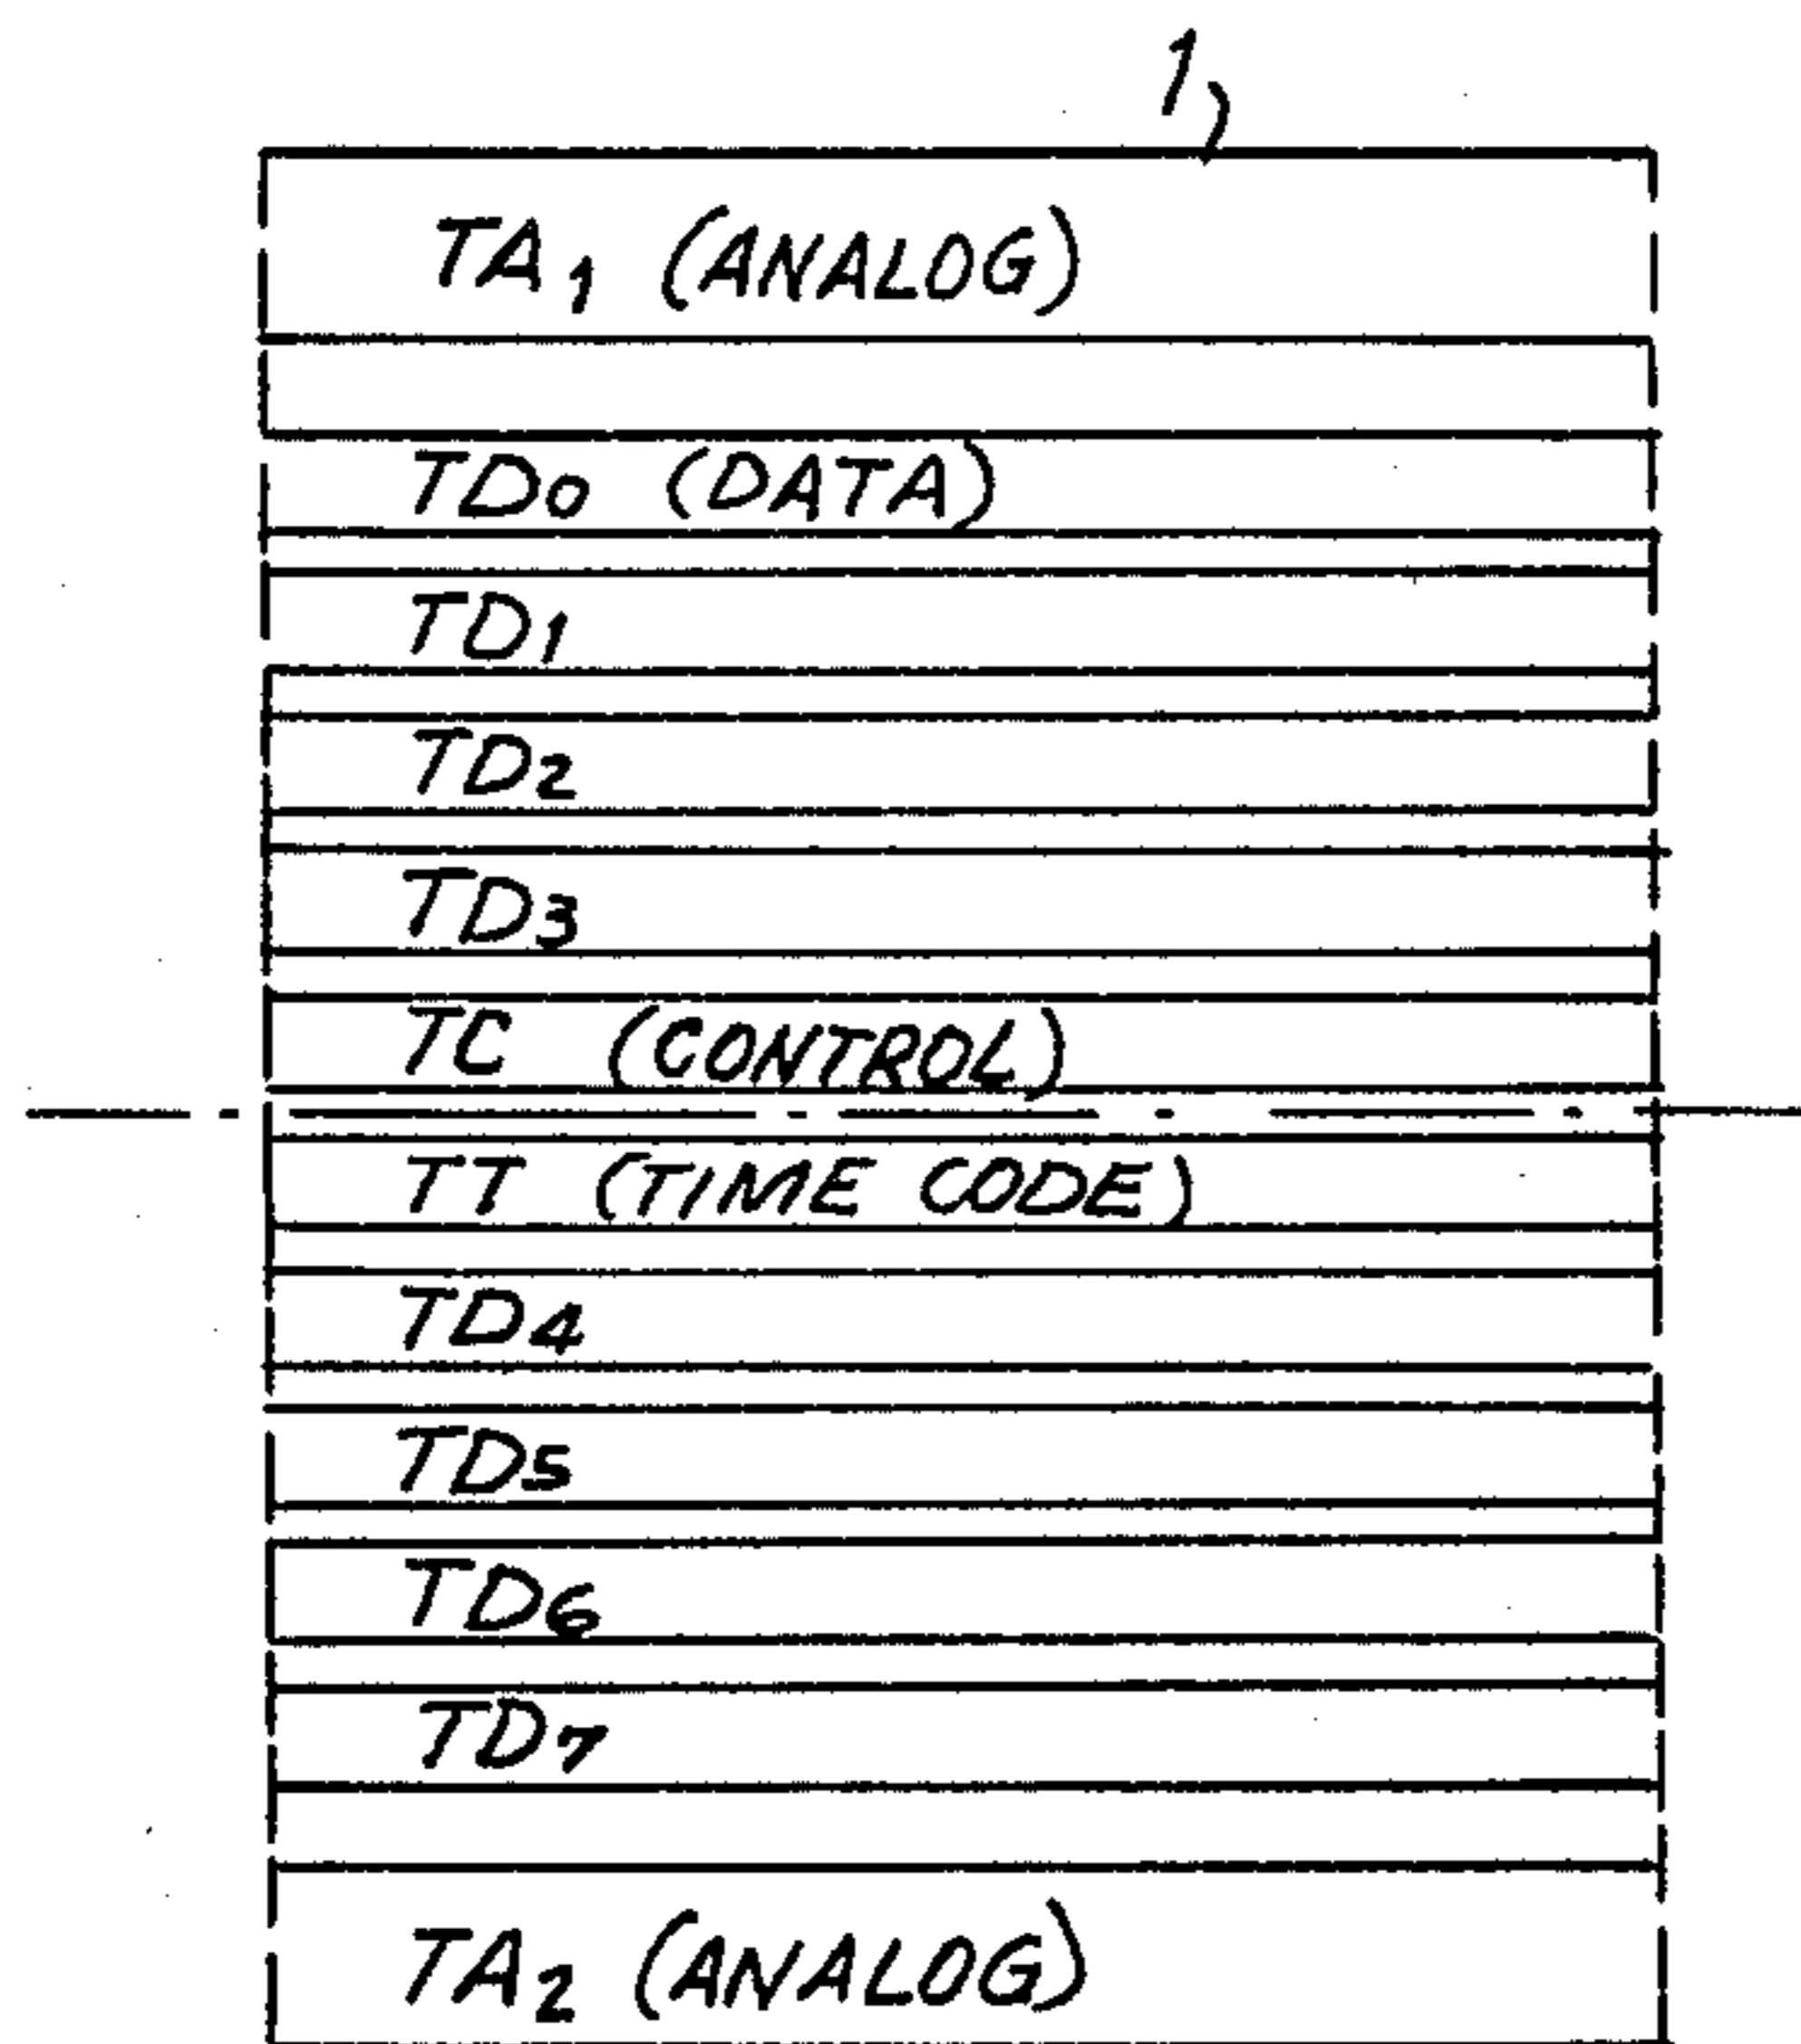 1
TA1 (ANALOG)
TD0 (DATA)
TD1
TD2
TD3
TC (CONTROL)
TT (TIME CODE)
TD4
TD5
TD6
TD7
TA2 (ANALOG)